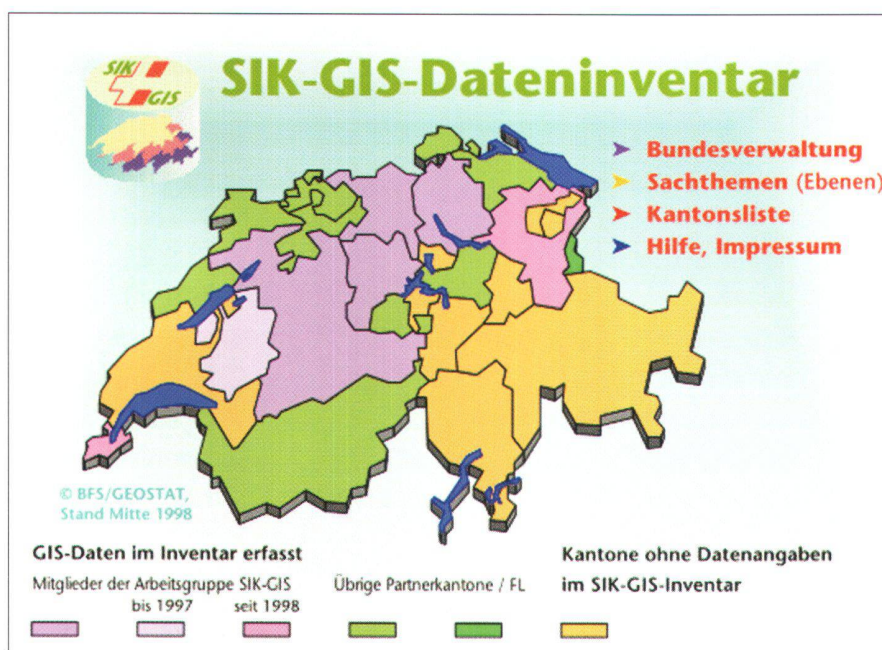 SIK
GIS
SIK-GIS-Dateninventar
➤ Bundesverwaltung
➤ Sachthemen (Ebenen)
➤ Kantonsliste
➤ Hilfe, Impressum
© BFS/GEOSTAT,
Stand Mitte 1998
GIS-Daten im Inventar erfasst
Mitglieder der Arbeitsgruppe SIK-GIS
bis 1997 seit 1998
Übrige Partnerkantone / FL
Kantone ohne Datenangaben
im SIK-GIS-Inventar